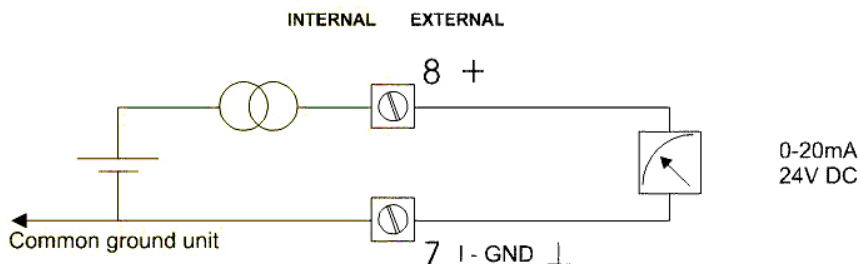 INTERNAL EXTERNAL
8 +
0-20mA
24V DC
Common ground unit
7 I - GND